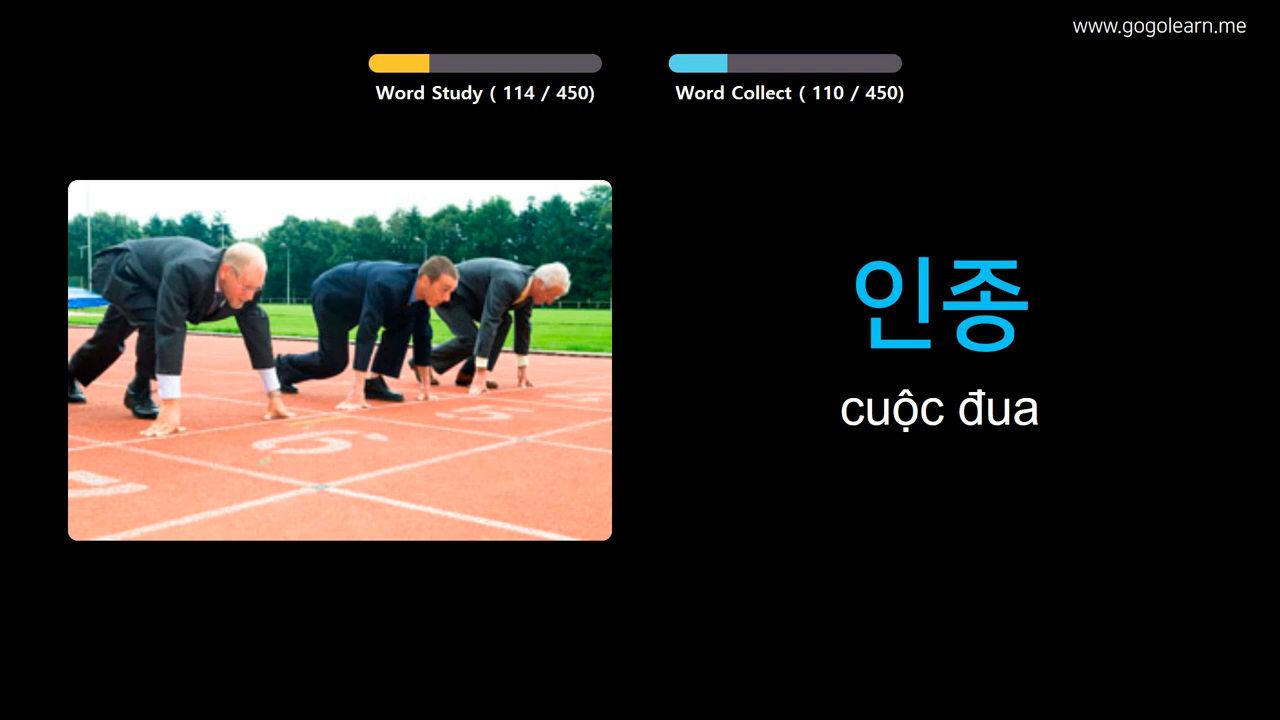 www.gogolearn.me
Word Study ( 114 / 450)
Word Collect ( 110 / 450)
인종
cuộc đua